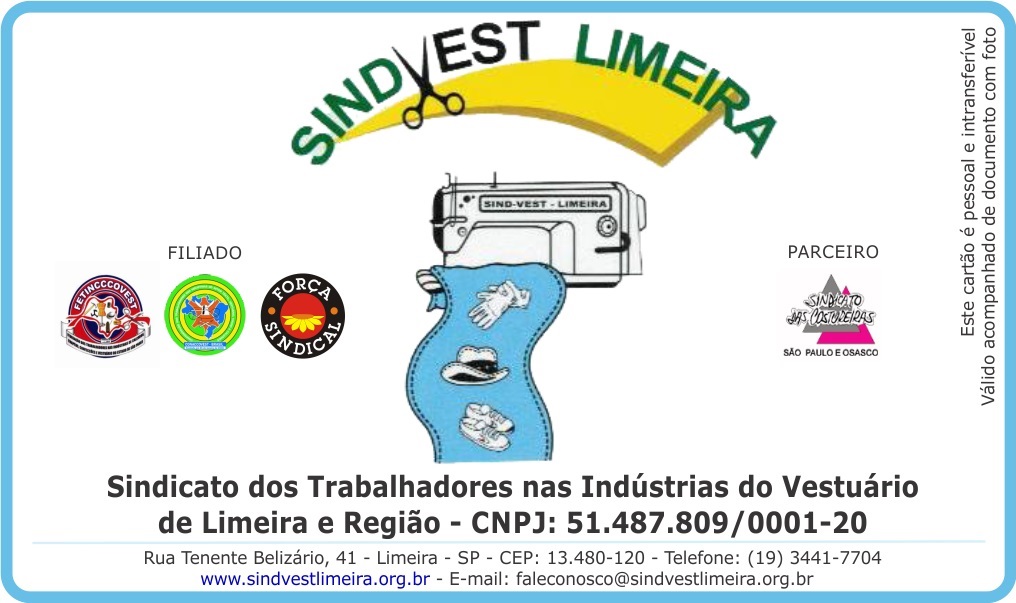 SINDVEST LIMEIRA
SIND-VEST - LIMEIRA
FILIADO
FETINCCCOVEST
FORÇA
SINDICAL
PARCEIRO
SINDICATO
DAS COSTUREIRAS
SÃO PAULO E OSASCO
Este cartão é pessoal e intransferível
Válido acompanhado de documento com foto
Sindicato dos Trabalhadores nas Indústrias do Vestuário
de Limeira e Região - CNPJ: 51.487.809/0001-20
Rua Tenente Belizário, 41 - Limeira - SP - CEP: 13.480-120 - Telefone: (19) 3441-7704
www.sindvestlimeira.org.br - E-mail: faleconosco@sindvestlimeira.org.br